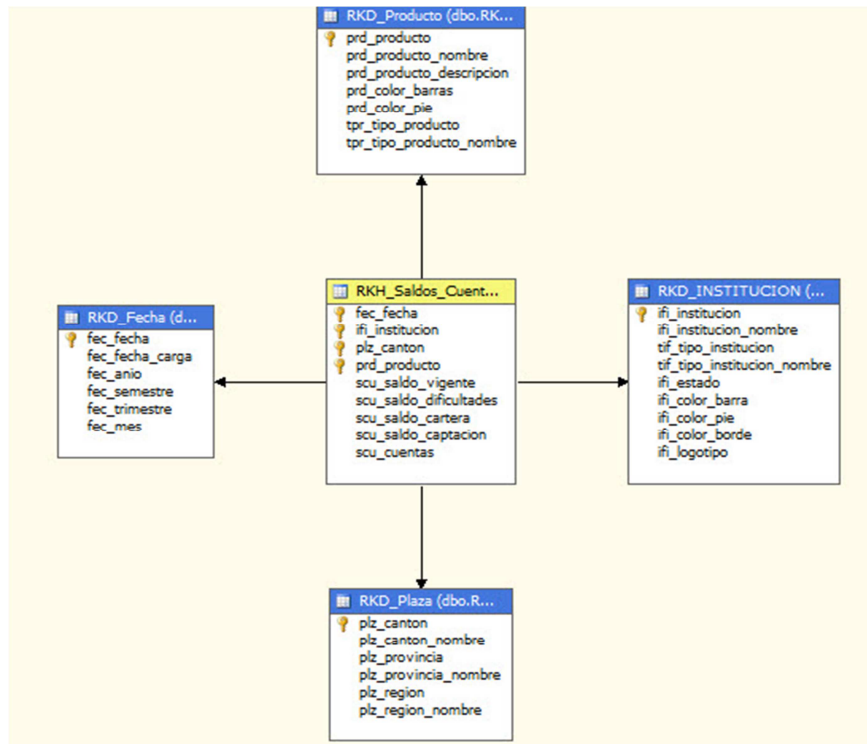 RKD_Producto (dbo.RK...
prd_producto
prd_producto_nombre
prd_producto_descripcion
prd_color_barras
prd_color_pie
tpr_tipo_producto
tpr_tipo_producto_nombre
RKD_Fecha (d...
fec_fecha
fec_fecha_carga
fec_anio
fec_semestre
fec_trimestre
fec_mes
RKH_Saldos_Cuent...
fec_fecha
ifi_institucion
plz_canton
prd_producto
scu_saldo_vigente
scu_saldo_dificultades
scu_saldo_cartera
scu_saldo_captacion
scu_cuentas
RKD_INSTITUCION (...
ifi_institucion
ifi_institucion_nombre
tif_tipo_institucion
tif_tipo_institucion_nombre
ifi_estado
ifi_color_barra
ifi_color_pie
ifi_color_borde
ifi_logotipo
RKD_Plaza (dbo.R...
plz_canton
plz_canton_nombre
plz_provincia
plz_provincia_nombre
plz_region
plz_region_nombre